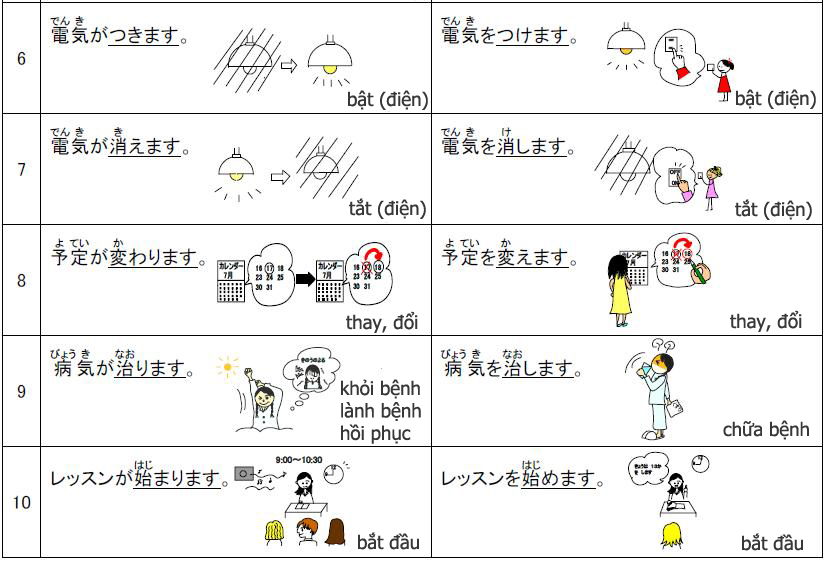 6
でん き
電気がつきます。
bật (điện)
でん き
電気をつけます。
bật (điện)
7
でん き き
電気が消えます。
tắt (điện)
でん き け
電気を消します。
OFF
ON
tắt (điện)
8
よ てい か
予定が変わります。
カレンダー
7月
16 17 18
23 24 25
30 31
カレンダー
7月
16 17 18
23 24 25
30 31
thay, đổi
よ てい か
予定を変えます。
カレンダー
7月
16 17 18
23 24 25
30 31
thay, đổi
9
びょう き なお
病気が治ります。
khỏi bệnh
lành bệnh
hồi phục
びょう き なお
病気を治します。
chữa bệnh
10
はじ
レッスンが始まります。
9:00~10:30
bắt đầu
はじ
レッスンを始めます。
bắt đầu